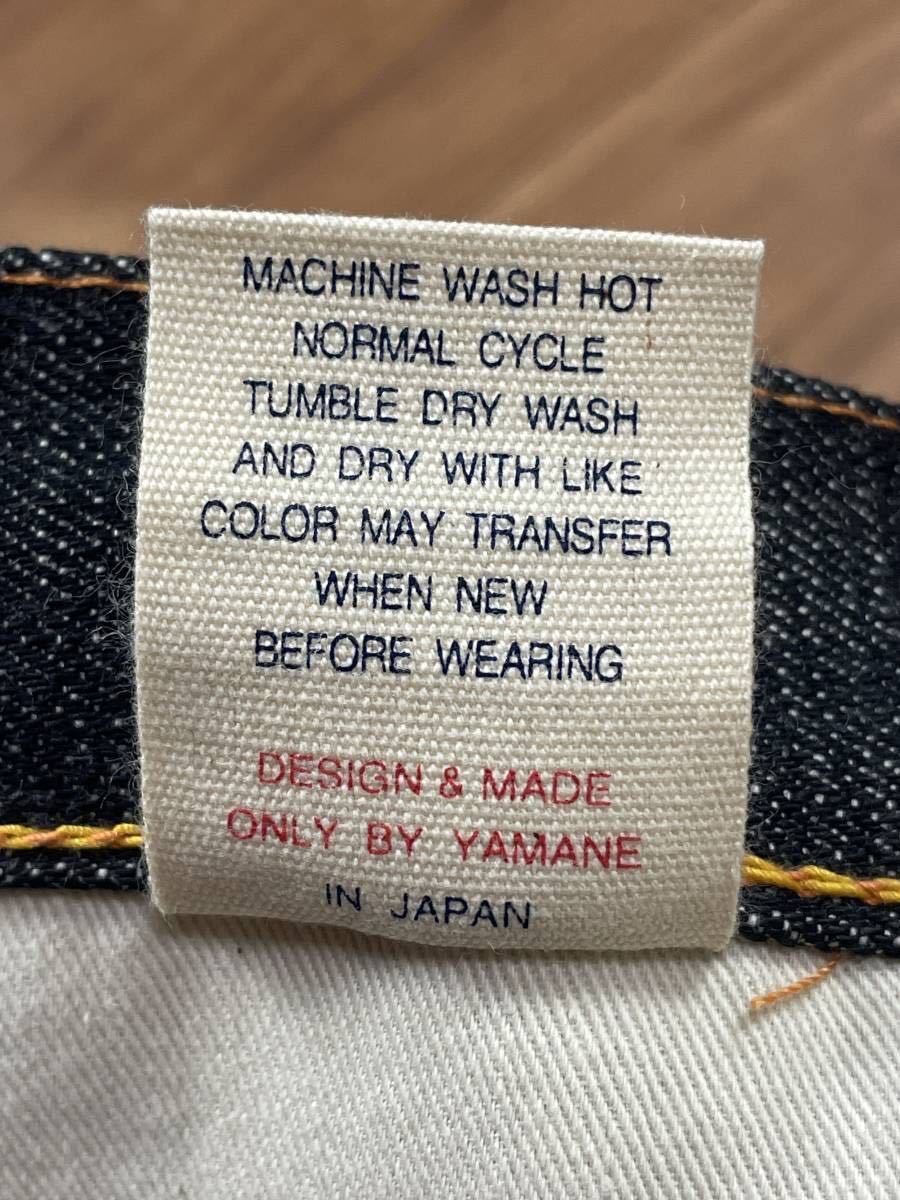 MACHINE WASH HOT
NORMAL CYCLE
TUMBLE DRY WASH
AND DRY WITH LIKE
COLOR MAY TRANSFER
WHEN NEW
BEFORE WEARING
DESIGN & MADE
ONLY BY YAMANE
IN JAPAN